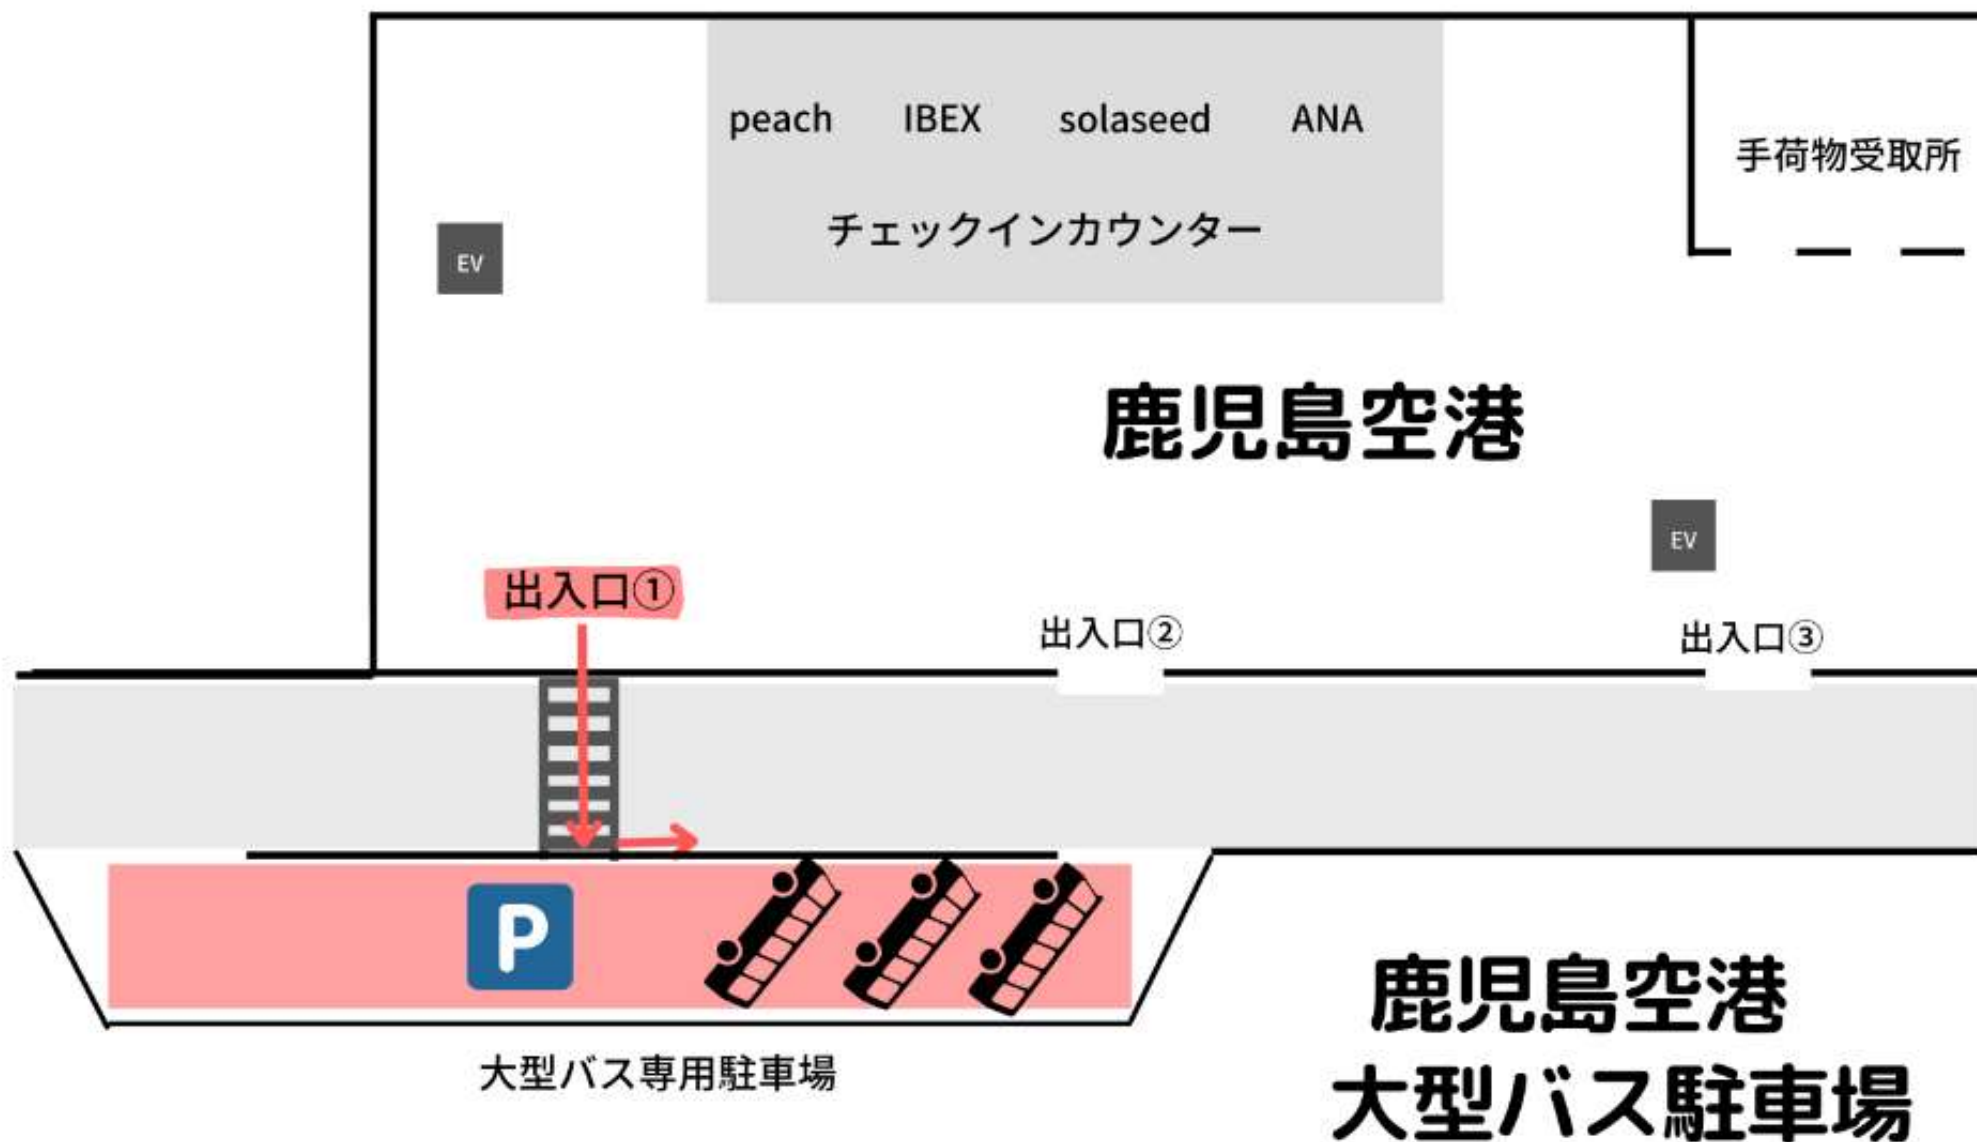 peach IBEX solaseed ANA
チェックインカウンター
手荷物受取所
EV
鹿児島空港
EV
出入口①
出入口②
出入口③
P
大型バス専用駐車場
鹿児島空港
大型バス駐車場